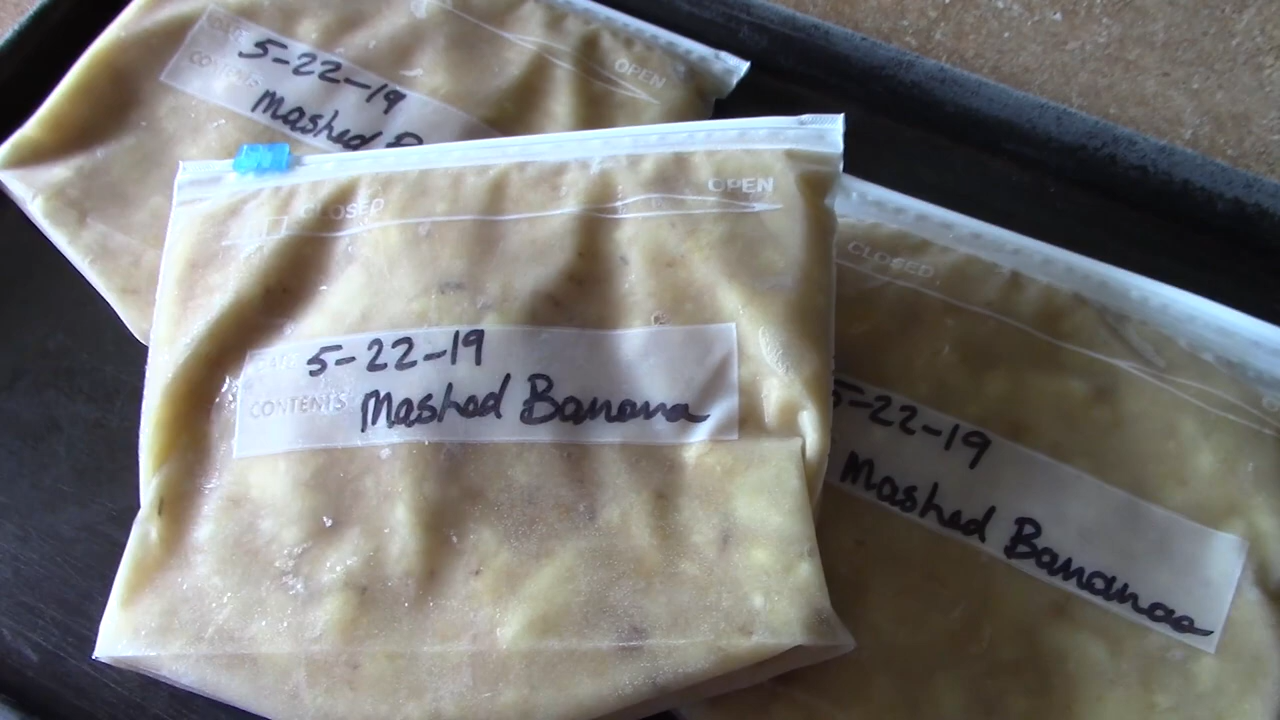 5-22-19
CONTENTS
mashed
OPEN
CLOSED
OPEN
DATE 5-22-19
CONTENTS Mashed Banana
CLOSED
5-22-19
Mashed Bananas